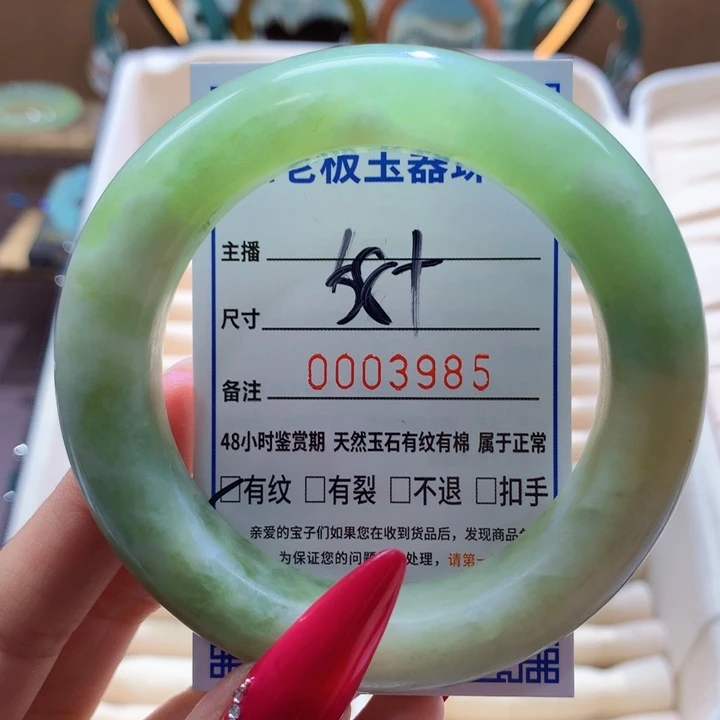 老板玉器珠
主播
尺寸 58+
备注 0003985
48小时鉴赏期 天然玉石有纹有棉 属于正常
□有纹 □有裂 □不退 □扣手
亲爱的宝子们如果您在收到货品后，发现商品
为保证您的问题 处理，请第一